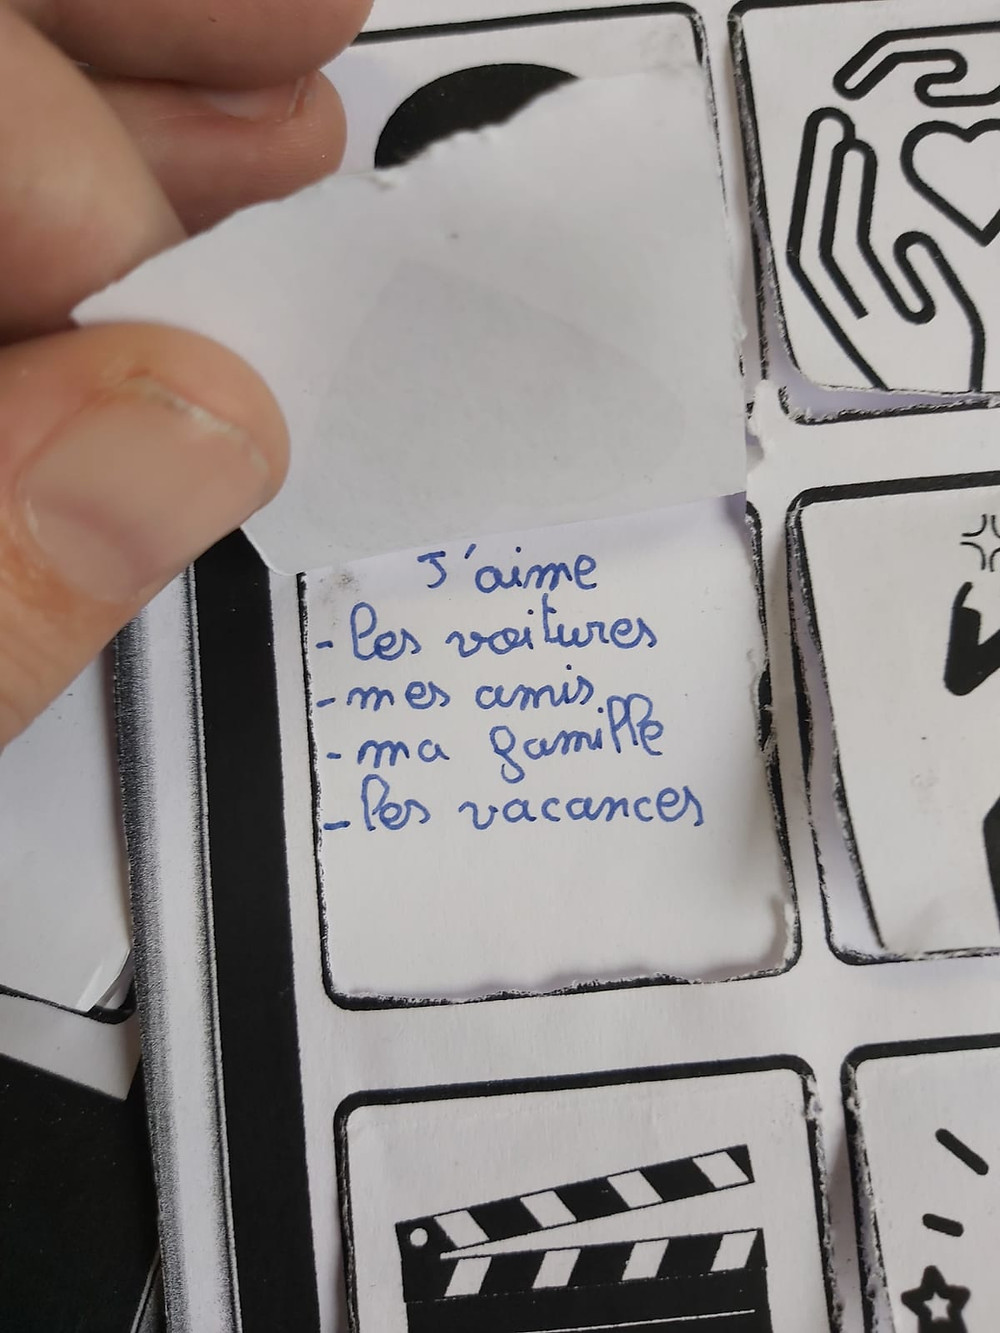 J'aime
- les voitures
- mes amis
- ma famille
- les vacances